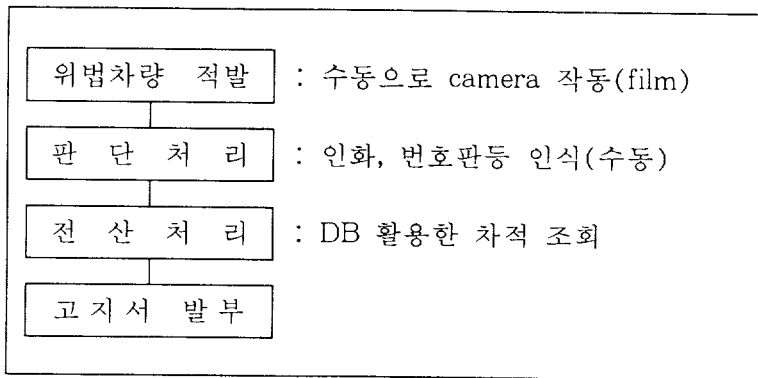 위법차량 적발 : 수동으로 camera 작동(film)
판 단 처 리 : 인화, 번호판등 인식(수동)
전 산 처 리 : DB 활용한 차적 조회
고 지 서 발 부